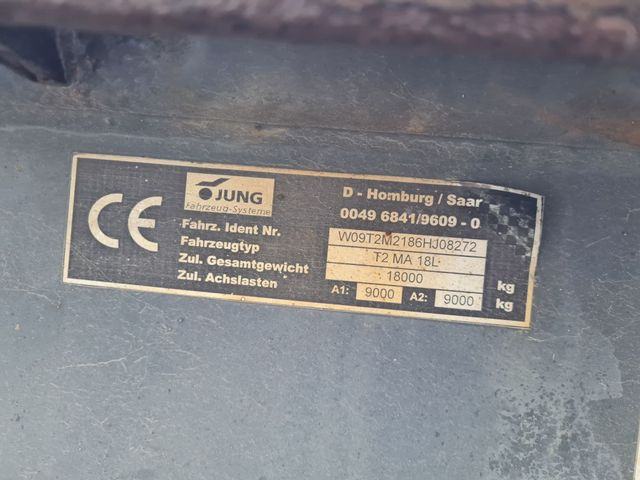 CE
JUNG
Fahrzeug-Systeme
D - Homburg / Saar
0049 6841/9609 - 0
Fahrz. Ident Nr. W09T2M2186HJ08272
Fahrzeugtyp T2 MA 18L
Zul. Gesamtgewicht 18000 kg
Zul. Achslasten A1: 9000 A2: 9000 kg